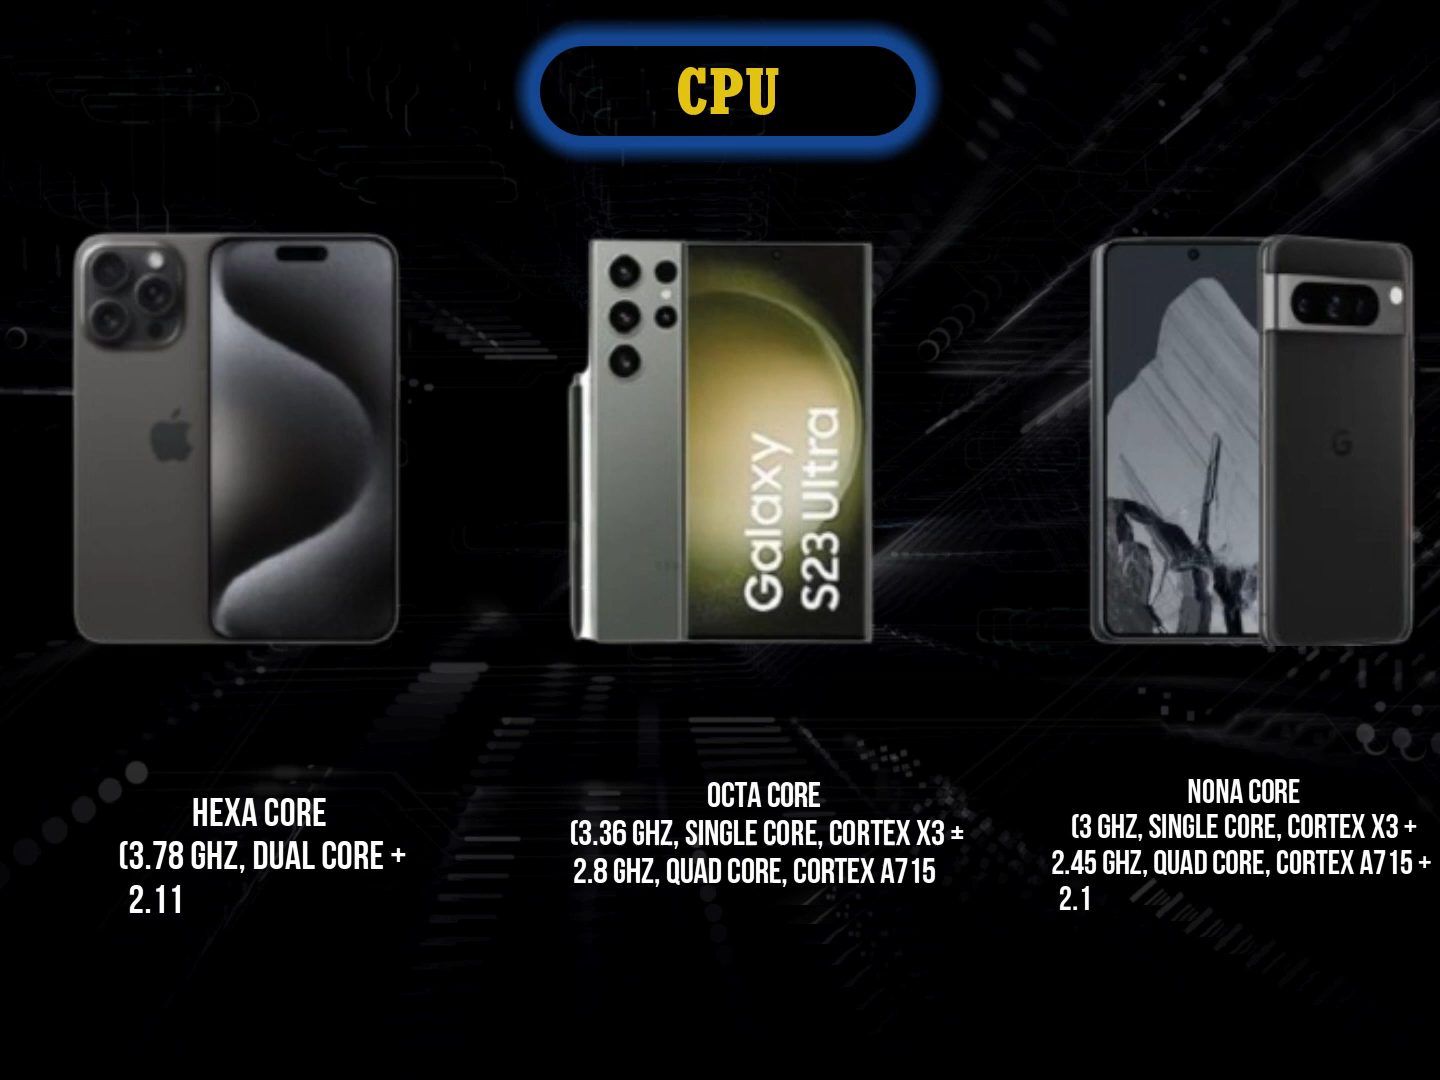 CPU
Galaxy
S23 Ultra
HEXA CORE
(3.78 GHZ, DUAL CORE +
2.11
OCTA CORE
(3.36 GHZ, SINGLE CORE, CORTEX X3 ±
2.8 GHZ, QUAD CORE, CORTEX A715
NONA CORE
(3 GHZ, SINGLE CORE, CORTEX X3 +
2.45 GHZ, QUAD CORE, CORTEX A715 +
2.1